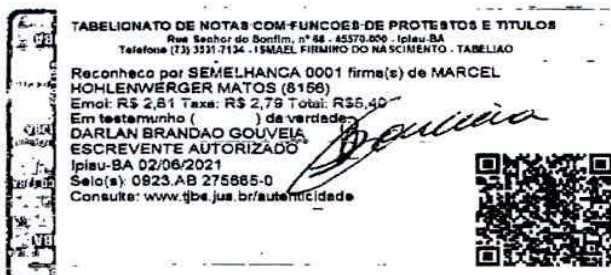 TABELIONATO DE NOTAS COM FUNCOES DE PROTESTOS E TITULOS
Rua Senhor do Bonfim, nº 68 - 45570-000 - Ipiau-BA
Telefone (73) 3531-7134 - ISMAEL FIRMINO DO NASCIMENTO - TABELIAO
Reconheco por SEMELHANCA 0001 firma(s) de MARCEL
HOHLENWERGER MATOS (8156)
Emol: R$ 2,61 Taxa: R$ 2,79 Total: R$5,40
Em testemunho ( ) da verdade
DARLAN BRANDAO GOUVEIA
ESCREVENTE AUTORIZADO
Ipiau-BA 02/06/2021
Selo(s): 0923.AB 275665-0
Consulte: www.tjba.jus.br/autenticidade
Gouveia